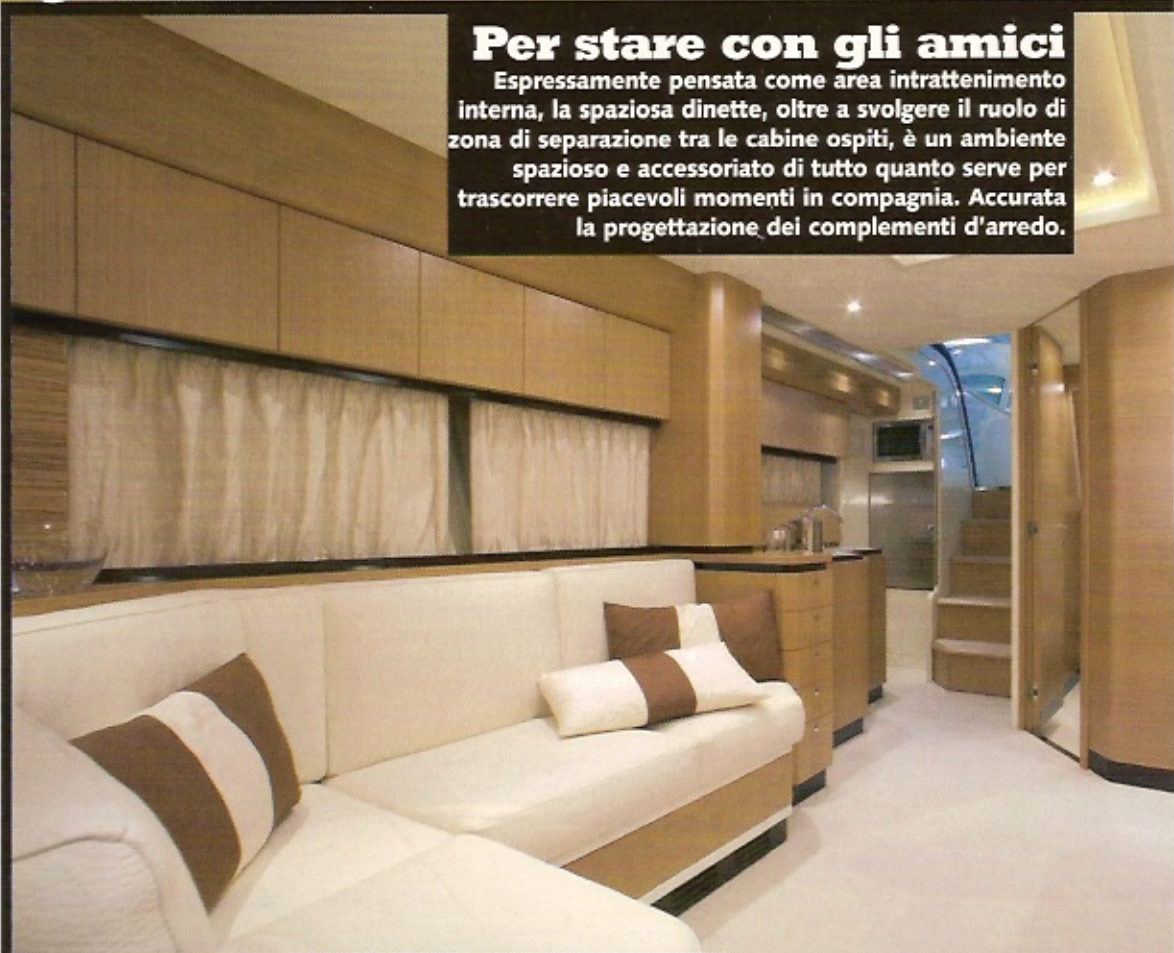 Per stare con gli amici
Espressamente pensata come area intrattenimento
interna, la spaziosa dinette, oltre a svolgere il ruolo di
zona di separazione tra le cabine ospiti, è un ambiente
spazioso e accessoriato di tutto quanto serve per
trascorrere piacevoli momenti in compagnia. Accurata
la progettazione dei complementi d'arredo.